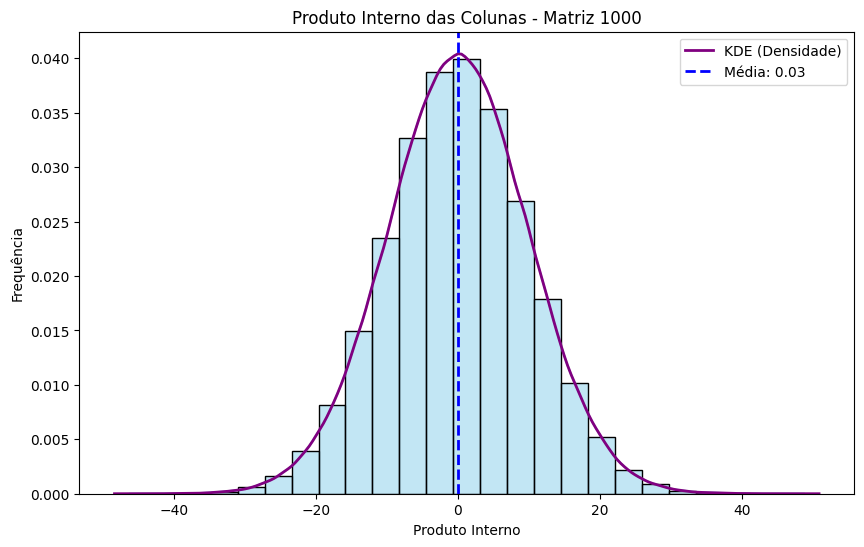 Produto Interno das Colunas - Matriz 1000
KDE (Densidade)
Média: 0.03
Frequência
0.040
0.035
0.030
0.025
0.020
0.015
0.010
0.005
0.000
−40
−20
0
20
40
Produto Interno